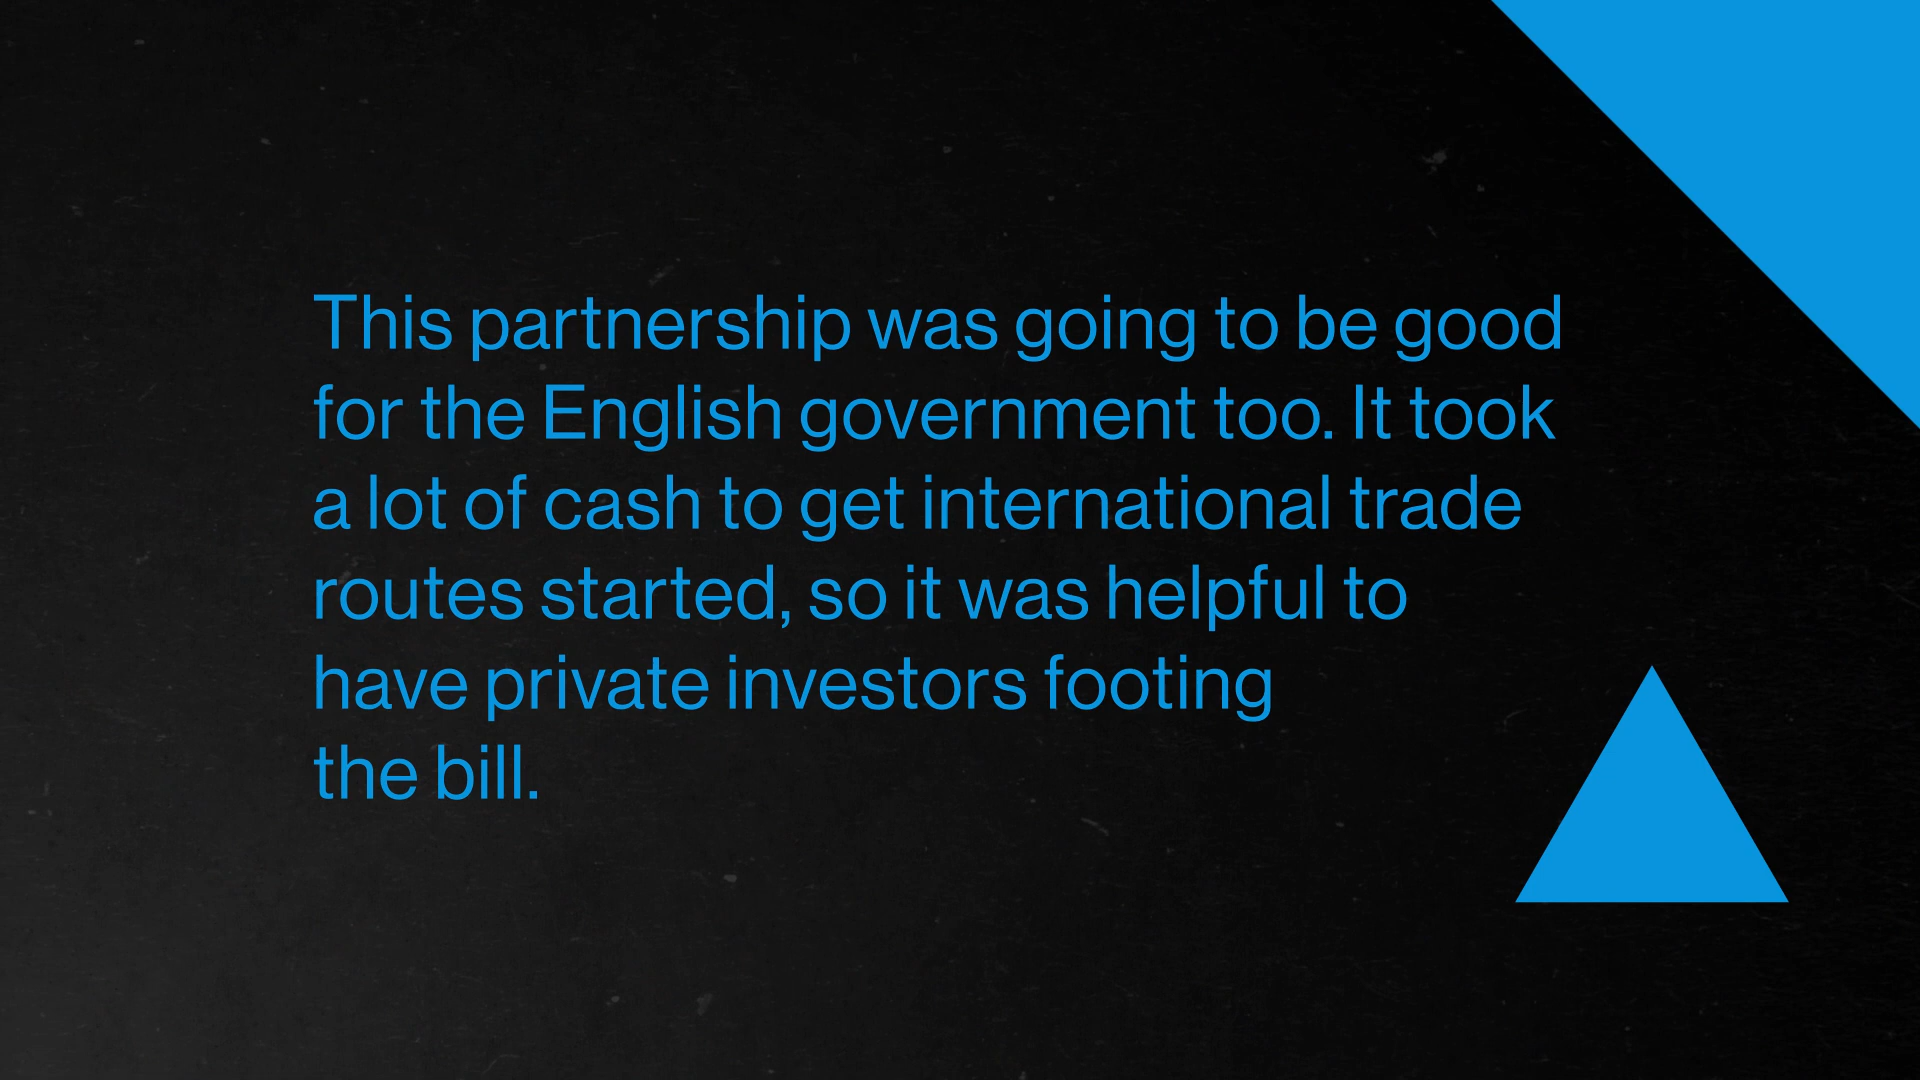 This partnership was going to be good
for the English government too. It took
a lot of cash to get international trade
routes started, so it was helpful to
have private investors footing
the bill.